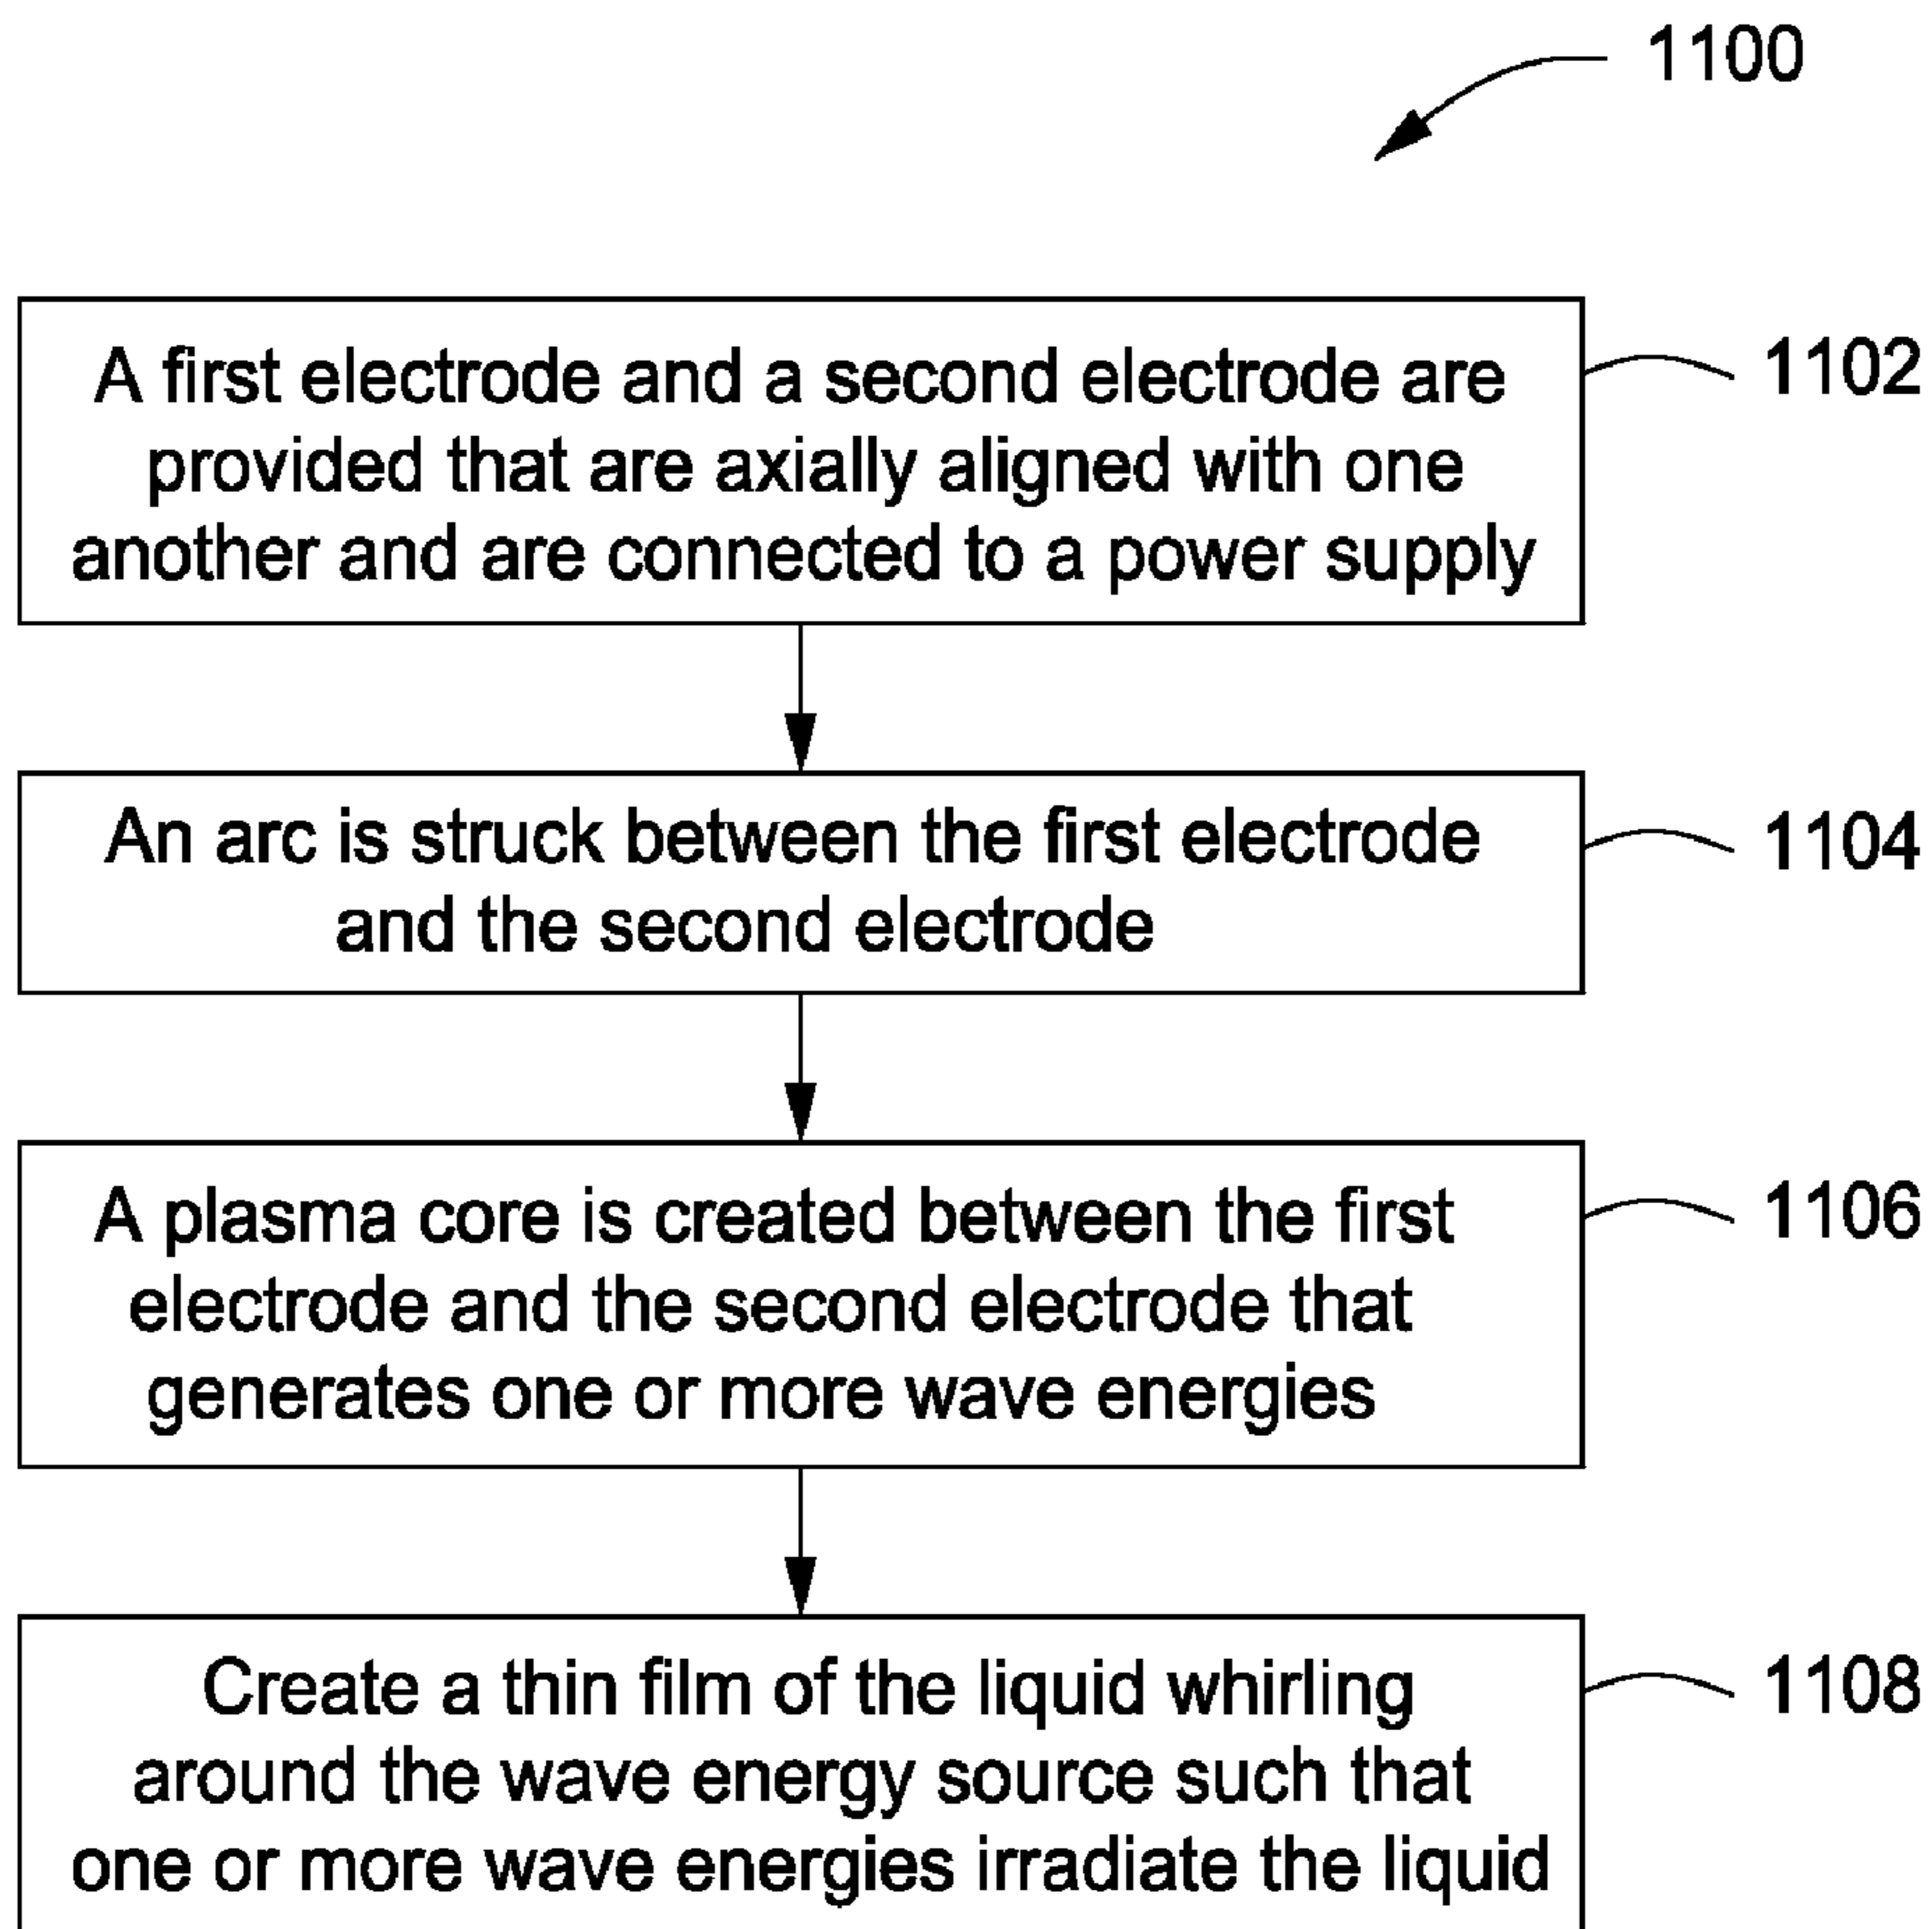 1100
A first electrode and a second electrode are
provided that are axially aligned with one
another and are connected to a power supply
1102
An arc is struck between the first electrode
and the second electrode
1104
A plasma core is created between the first
electrode and the second electrode that
generates one or more wave energies
1106
Create a thin film of the liquid whirling
around the wave energy source such that
one or more wave energies irradiate the liquid
1108